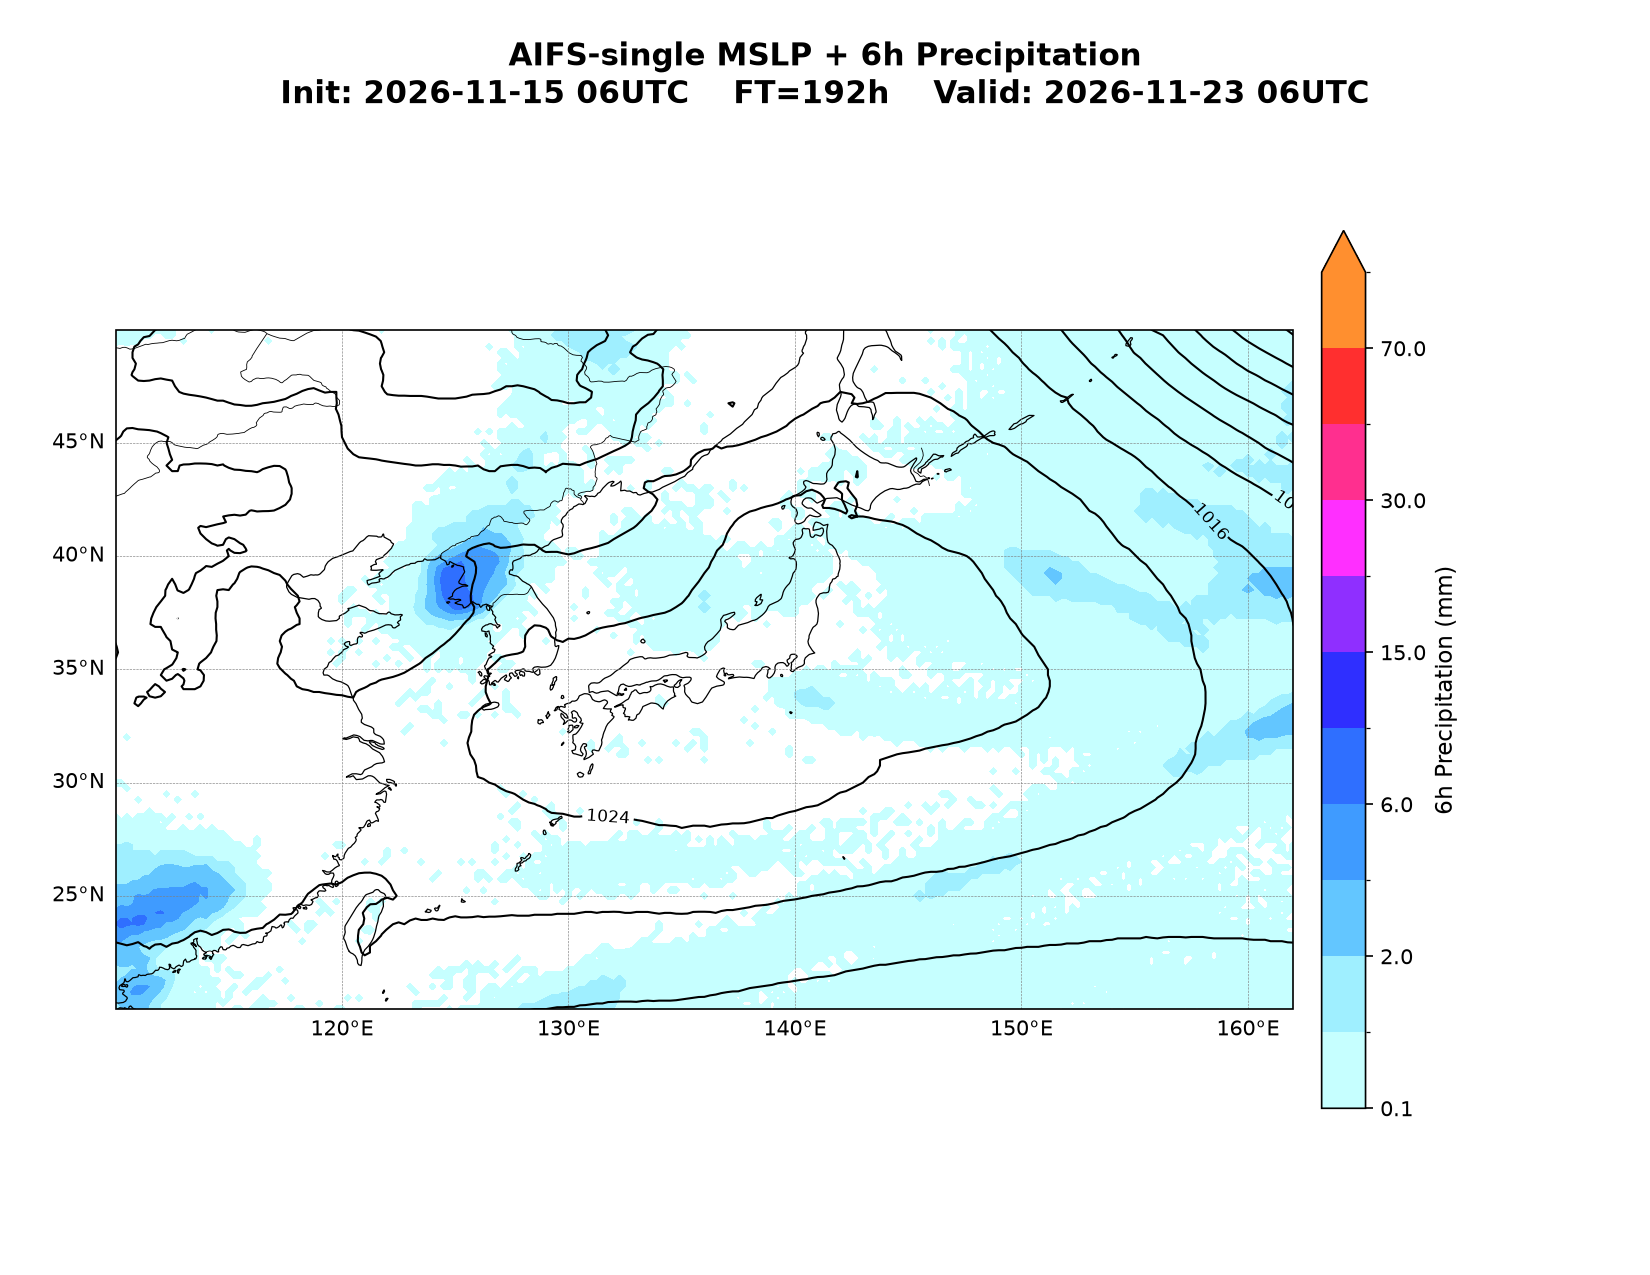 AIFS-single MSLP + 6h Precipitation
Init: 2026-11-15 06UTC    FT=192h    Valid: 2026-11-23 06UTC
70.0
30.0
15.0
6.0
2.0
0.1
6h Precipitation (mm)
45°N
40°N
35°N
30°N
25°N
1016
10
1024
120°E
130°E
140°E
150°E
160°E